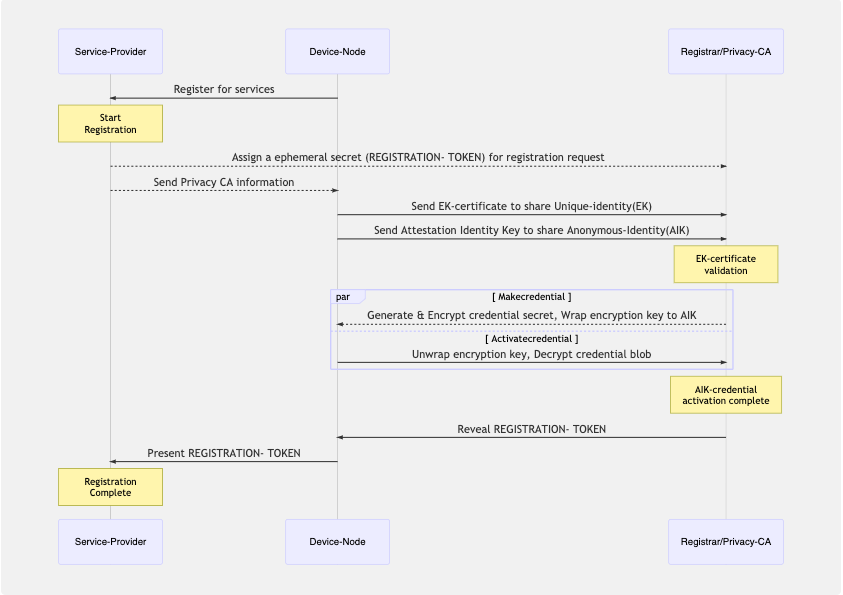 Service-Provider
Device-Node
Registrar/Privacy-CA
Register for services
Start
Registration
Assign a ephemeral secret (REGISTRATION- TOKEN) for registration request
Send Privacy CA information
Send EK-certificate to share Unique-identity(EK)
Send Attestation Identity Key to share Anonymous-Identity(AIK)
EK-certificate
validation
par
[ Makecredential ]
Generate & Encrypt credential secret, Wrap encryption key to AIK
[ Activatecredential ]
Unwrap encryption key, Decrypt credential blob
AIK-credential
activation complete
Reveal REGISTRATION- TOKEN
Present REGISTRATION- TOKEN
Registration
Complete
Service-Provider
Device-Node
Registrar/Privacy-CA